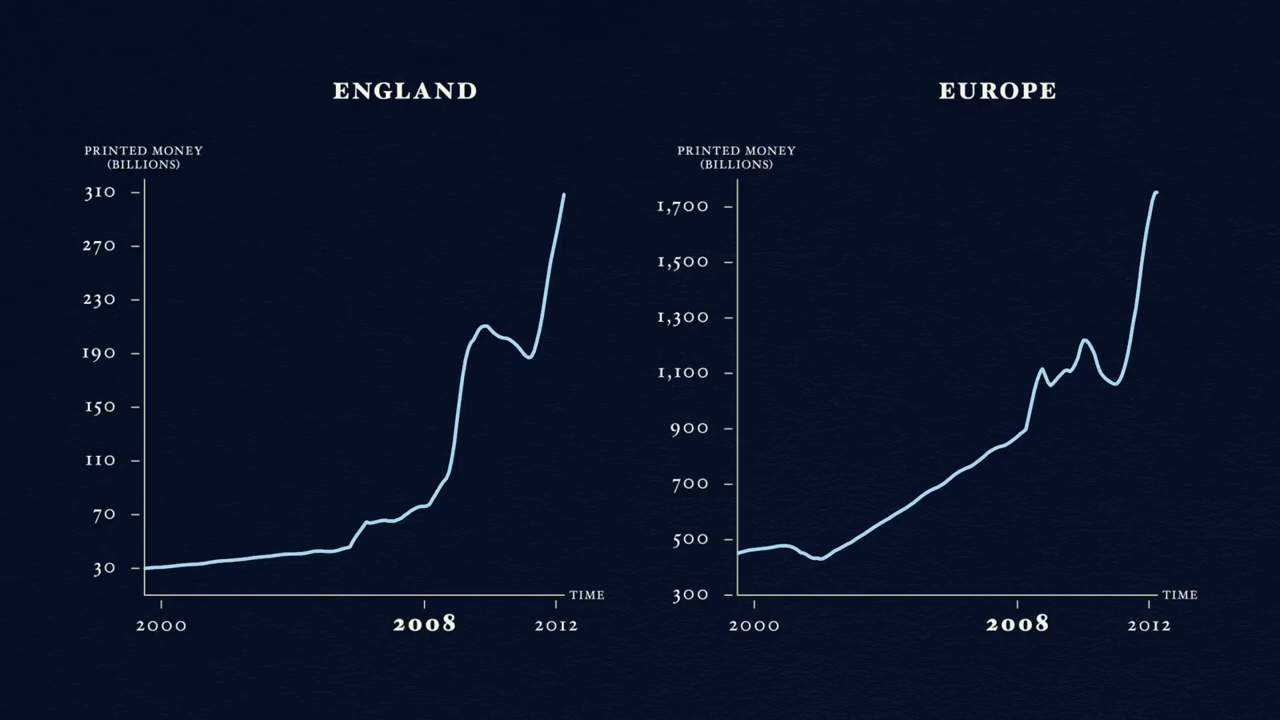 ENGLAND
PRINTED MONEY
(BILLIONS)
310
270
230
190
150
110
70
30
TIME
2000
2008
2012
EUROPE
PRINTED MONEY
(BILLIONS)
1,700
1,500
1,300
1,100
900
700
500
300
TIME
2000
2008
2012